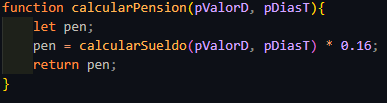 function calcularPension(pValorD, pDiasT){
    let pen;
    pen = calcularSueldo(pValorD, pDiasT) * 0.16;
    return pen;
}